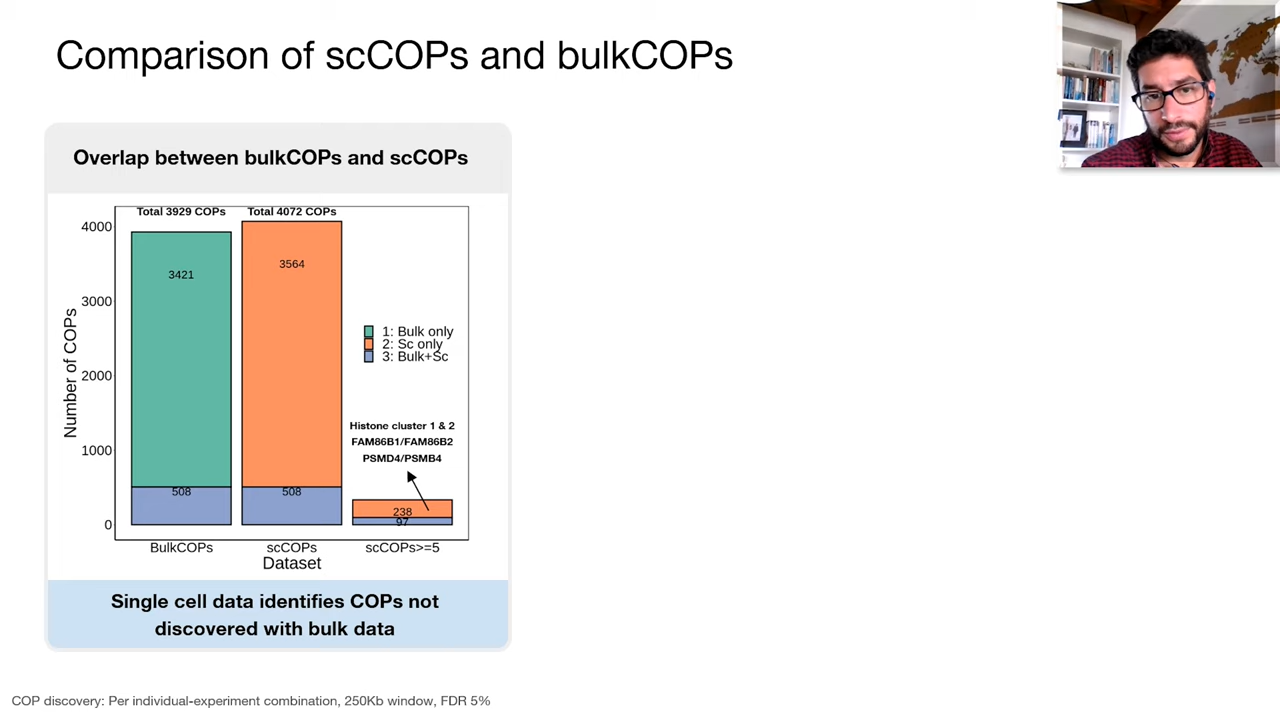 Comparison of scCOPs and bulkCOPs
Overlap between bulkCOPs and scCOPs
Total 3929 COPs
Total 4072 COPs
4000
3000
2000
1000
0
Number of COPs
3421
3564
508
508
238
97
1: Bulk only
2: Sc only
3: Bulk+Sc
Histone cluster 1 & 2
FAM86B1/FAM86B2
PSMD4/PSMB4
BulkCOPs
scCOPs
scCOPs>=5
Dataset
Single cell data identifies COPs not
discovered with bulk data
COP discovery: Per individual-experiment combination, 250Kb window, FDR 5%